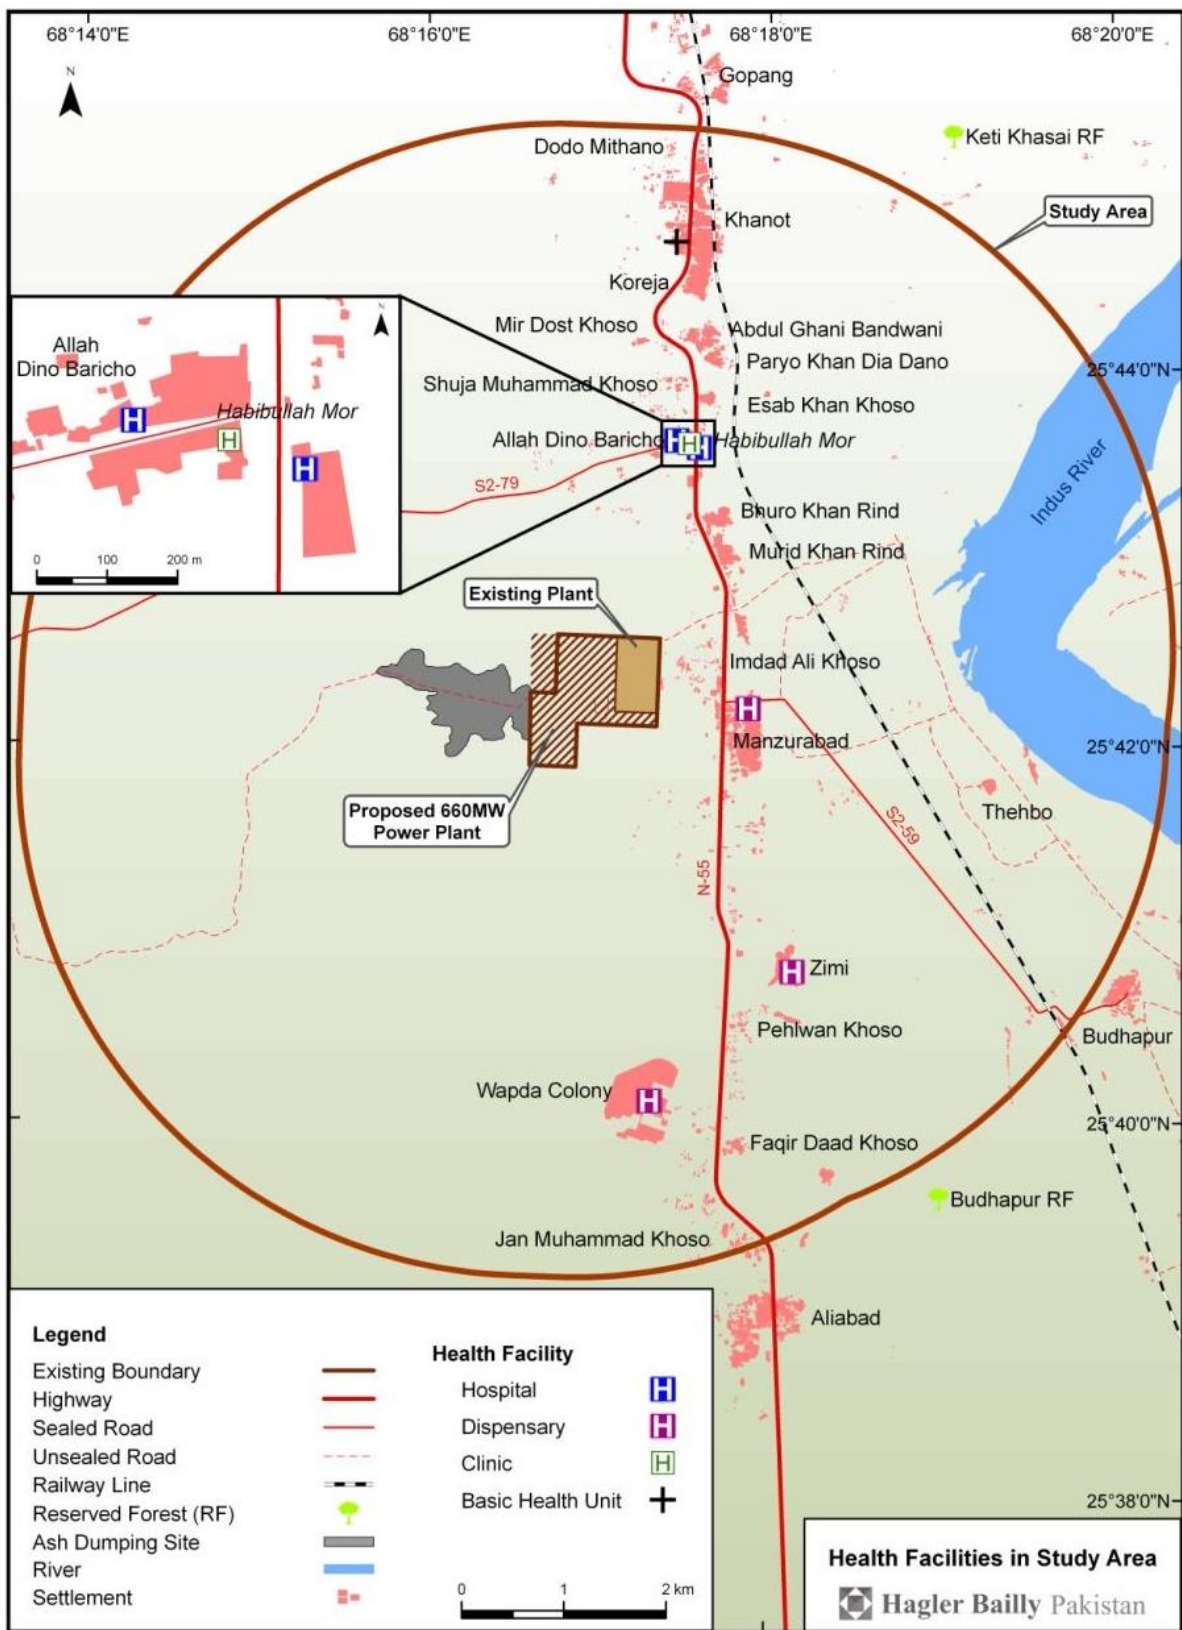 68°14'0"E
68°16'0"E
68°18'0"E
68°20'0"E
N
Gopang
Keti Khasai RF
Dodo Mithano
Study Area
Khanot
Koreja
Mir Dost Khoso
Abdul Ghani Bandwani
Paryo Khan Dia Dano
25°44'0"N
Shuja Muhammad Khoso
Esab Khan Khoso
Allah Dino Baricho
Habibullah Mor
N
Allah
Dino Baricho
Habibullah Mor
H
H
H
0 100 200 m
S2-79
Indus River
Bhuro Khan Rind
Murid Khan Rind
Existing Plant
Imdad Ali Khoso
H
Manzurabad
25°42'0"N
Proposed 660MW
Power Plant
Thehbo
S2-59
N-55
H
Zimi
Pehlwan Khoso
Budhapur
Wapda Colony
H
25°40'0"N
Faqir Daad Khoso
Budhapur RF
Jan Muhammad Khoso
Aliabad
25°38'0"N
Legend
Existing Boundary
Highway
Sealed Road
Unsealed Road
Railway Line
Reserved Forest (RF)
Ash Dumping Site
River
Settlement
Health Facility
Hospital H
Dispensary H
Clinic H
Basic Health Unit
0 1 2 km
Health Facilities in Study Area
Hagler Bailly Pakistan